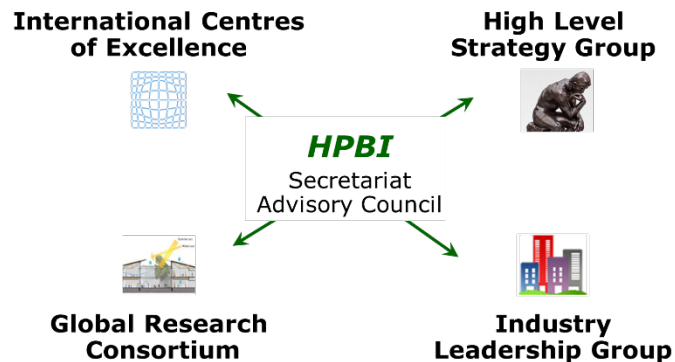 International Centres
of Excellence
High Level
Strategy Group
HPBI
Secretariat
Advisory Council
Global Research
Consortium
Industry
Leadership Group